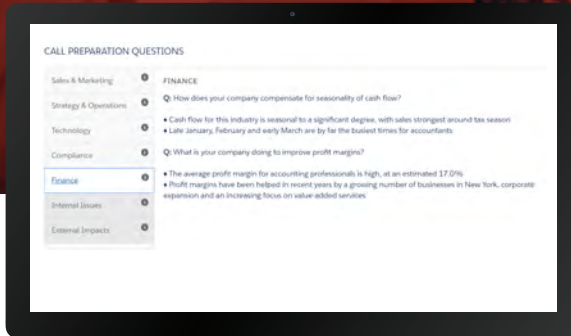 CALL PREPARATION QUESTIONS
Sales & Marketing
Strategy & Operations
Technology
Compliance
Finance
Internal Issues
External Impacts
FINANCE
Q: How does your company compensate for seasonality of cash flow?
• Cash flow for this industry is seasonal to a significant degree, with sales strongest around tax season
• Late January, February and early March are by far the busiest times for accountants
Q: What is your company doing to improve profit margins?
• The average profit margin for accounting professionals is high, at an estimated 17.0%
• Profit margins have been helped in recent years by a growing number of businesses in New York, corporate
expansion and an increasing focus on value-added services